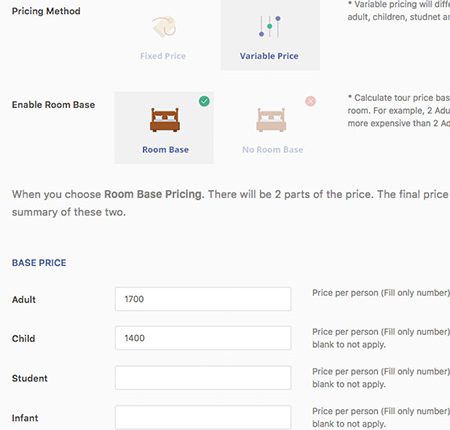 Pricing Method
Fixed Price
Variable Price
* Variable pricing will
adult, children, studnet
Enable Room Base
Room Base
No Room Base
* Calculate tour price
room. For example, 2
more expensive than 2
When you choose Room Base Pricing. There will be 2 parts of the price. The final price
summary of these two.
BASE PRICE
Adult
1700
Price per person (Fill only number)
Child
1400
Price per person (Fill only number)
blank to not apply.
Student
Price per person (Fill only number)
blank to not apply.
Infant
Price per person (Fill only number)
blank to not apply.